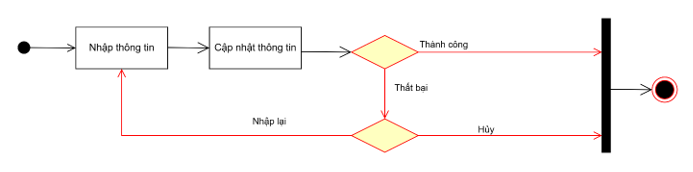 Nhập thông tin
Cập nhật thông tin
Thành công
Thất bại
Nhập lại
Hủy